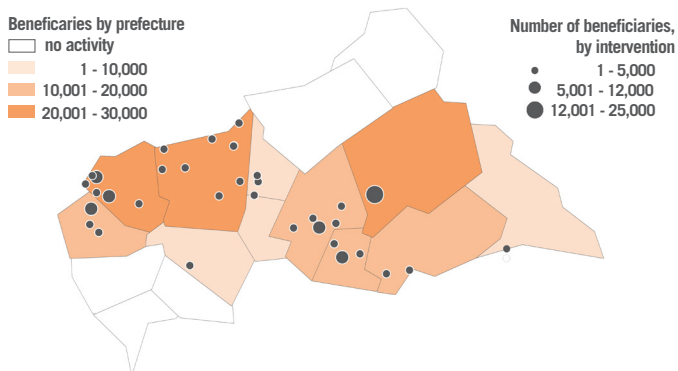 Beneficaries by prefecture
no activity
1 - 10,000
10,001 - 20,000
20,001 - 30,000
Number of beneficiaries,
by intervention
1 - 5,000
5,001 - 12,000
12,001 - 25,000